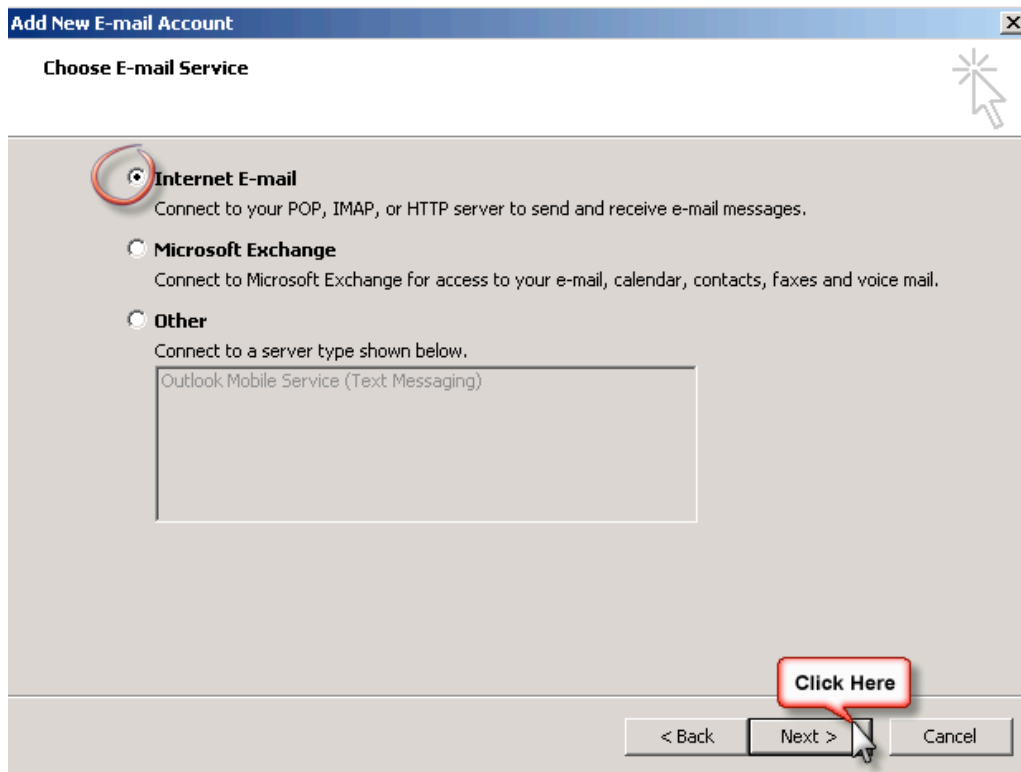 Add New E-mail Account
Choose E-mail Service
Internet E-mail
Connect to your POP, IMAP, or HTTP server to send and receive e-mail messages.
Microsoft Exchange
Connect to Microsoft Exchange for access to your e-mail, calendar, contacts, faxes and voice mail.
Other
Connect to a server type shown below.
Outlook Mobile Service (Text Messaging)
Click Here
< Back Next > Cancel